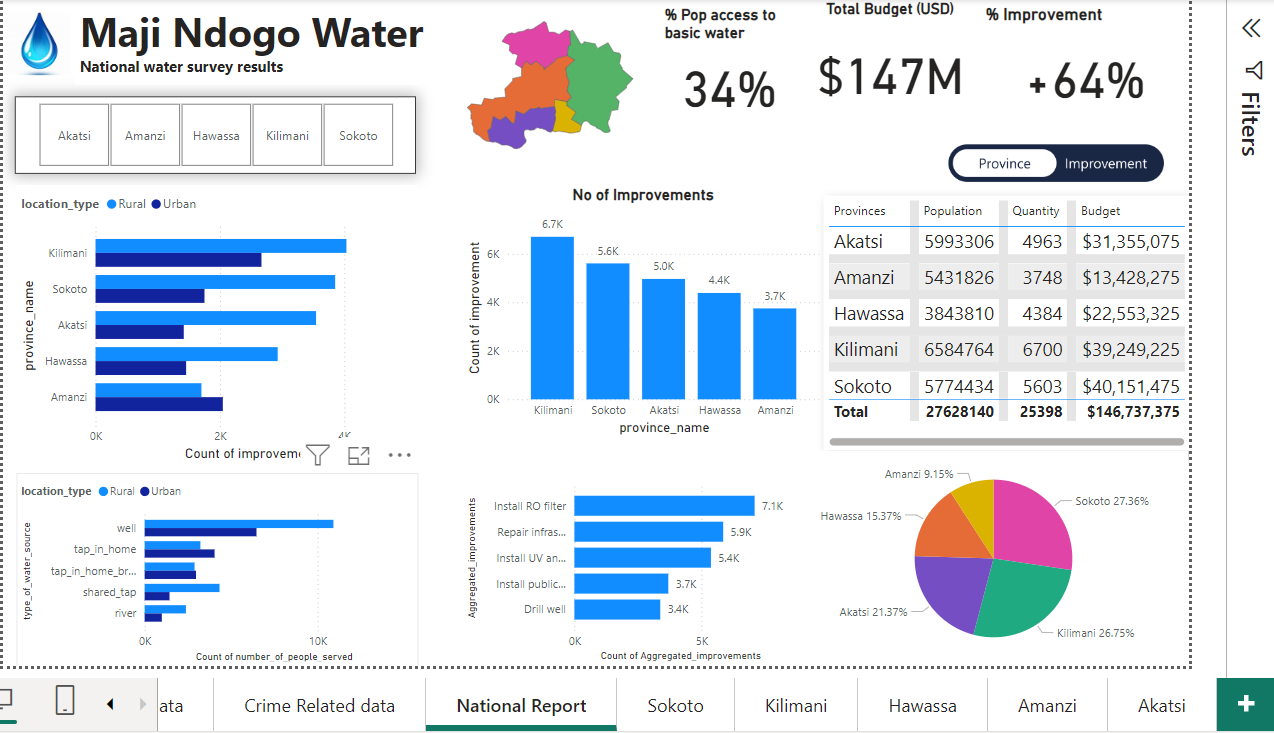 Maji Ndogo Water
National water survey results
% Pop access to
basic water
34%
Total Budget (USD)
$147M
% Improvement
+64%
Filters
Akatsi Amanzi Hawassa Kilimani Sokoto
Province Improvement
location_type Rural Urban
province_name
Kilimani
Sokoto
Akatsi
Hawassa
Amanzi
0K 2K 4K
Count of improveme
No of Improvements
Count of improvement
6K
4K
2K
0K
6.7K
5.6K
5.0K
4.4K
3.7K
Kilimani Sokoto Akatsi Hawassa Amanzi
province_name
Provinces Population Quantity Budget
Akatsi 5993306 4963 $31,355,075
Amanzi 5431826 3748 $13,428,275
Hawassa 3843810 4384 $22,553,325
Kilimani 6584764 6700 $39,249,225
Sokoto 5774434 5603 $40,151,475
Total 27628140 25398 $146,737,375
location_type Rural Urban
type_of_water_source
well
tap_in_home
tap_in_home_br...
shared_tap
river
0K 10K
Count of number_of_people_served
Aggregated_improvements
Install RO filter 7.1K
Repair infras... 5.9K
Install UV an... 5.4K
Install public... 3.7K
Drill well 3.4K
0K 5K
Count of Aggregated_improvements
Amanzi 9.15%
Sokoto 27.36%
Hawassa 15.37%
Akatsi 21.37%
Kilimani 26.75%
ata Crime Related data National Report Sokoto Kilimani Hawassa Amanzi Akatsi